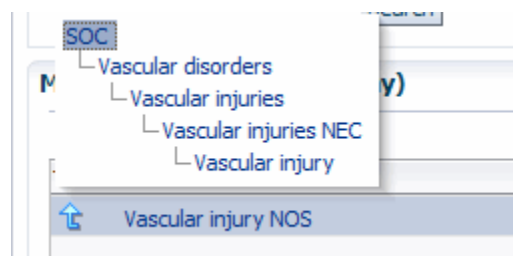 SOC
Vascular disorders
Vascular injuries
y)
Vascular injuries NEC
Vascular injury
Vascular injury NOS